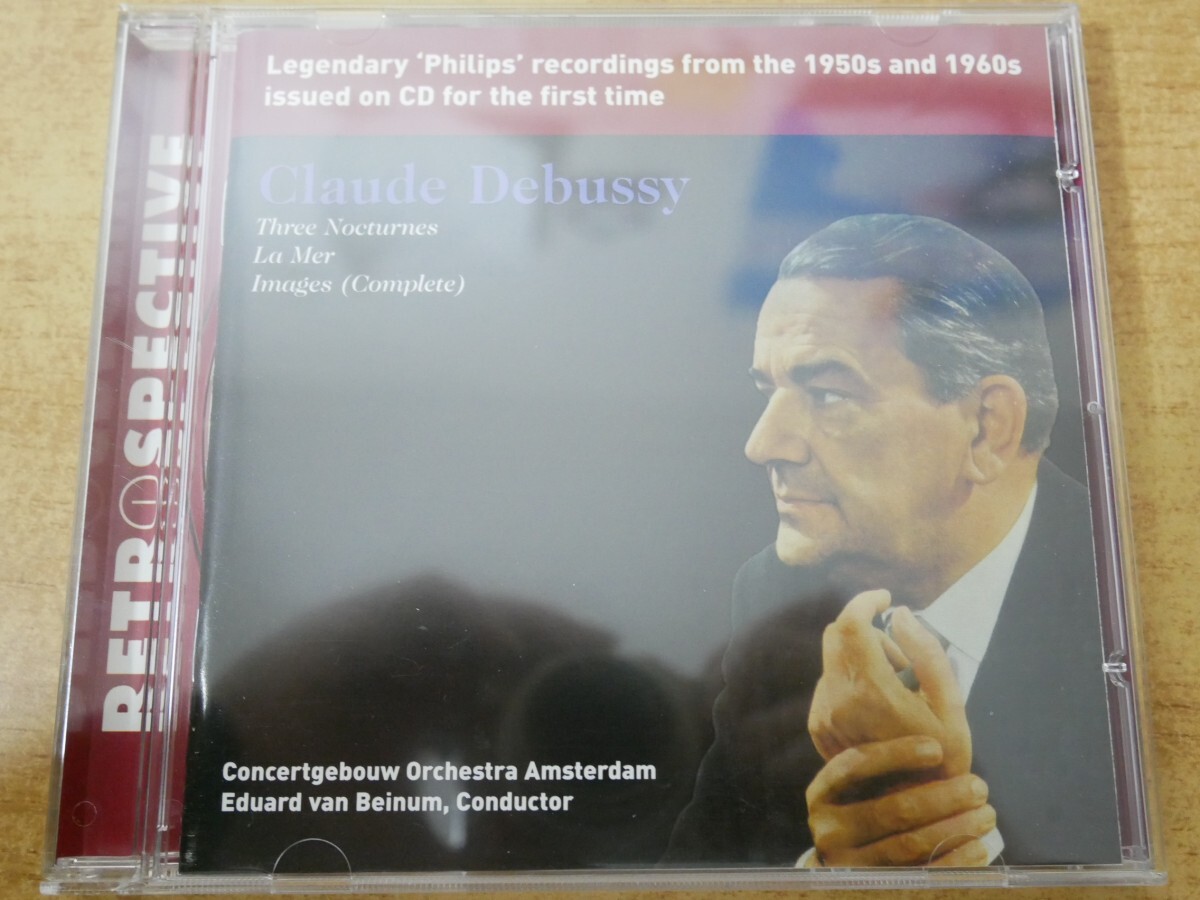 Legendary ‘Philips’ recordings from the 1950s and 1960s
issued on CD for the first time
Claude Debussy
Three Nocturnes
La Mer
Images (Complete)
RETROSPECTIVE
Concertgebouw Orchestra Amsterdam
Eduard van Beinum, Conductor